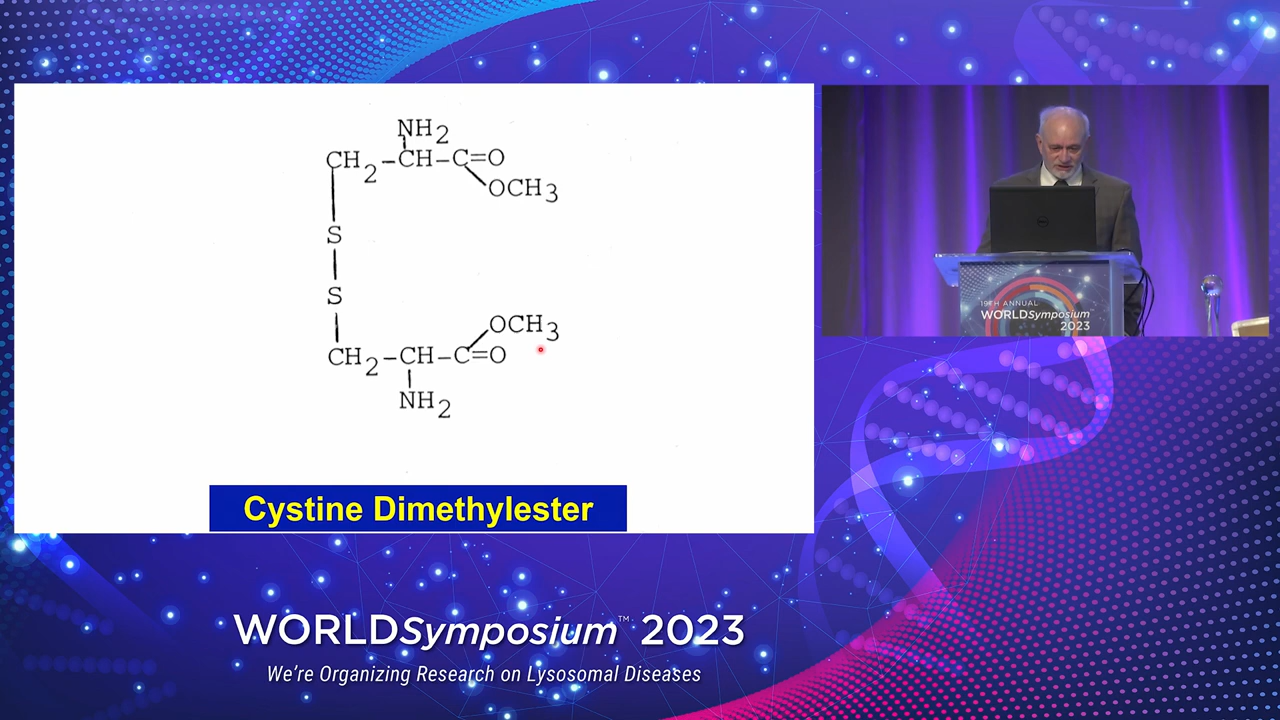 NH2
CH2-CH-C=O
OCH3
S
S
OCH3
CH2-CH-C=O
NH2
Cystine Dimethylester
19TH ANNUAL
WORLDSymposium
2023
WORLDSymposium™ 2023
We're Organizing Research on Lysosomal Diseases